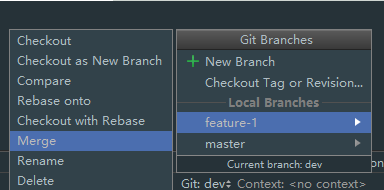 Checkout
Checkout as New Branch
Compare
Rebase onto
Checkout with Rebase
Merge
Rename
Delete
Git Branches
New Branch
Checkout Tag or Revision...
Local Branches
feature-1
master
Current branch: dev
Git: dev Context: <no context>